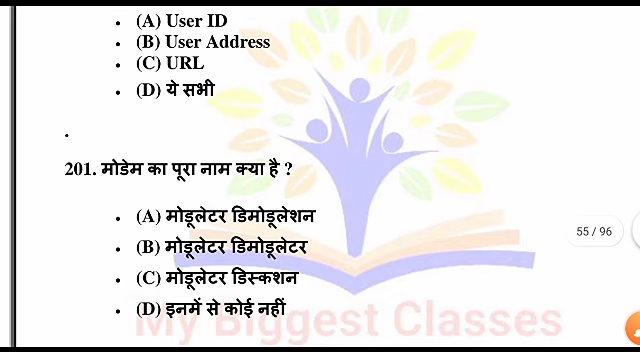 (A) User ID
(B) User Address
(C) URL
(D) ये सभी
201. मोडेम का पूरा नाम क्या है ?
(A) मोडूलेटर डिमोडूलेशन
(B) मोडूलेटर डिमोडूलेटर
55 / 96
(C) मोडूलेटर डिस्कशन
(D) इनमें से कोई नहीं
My Biggest Classes